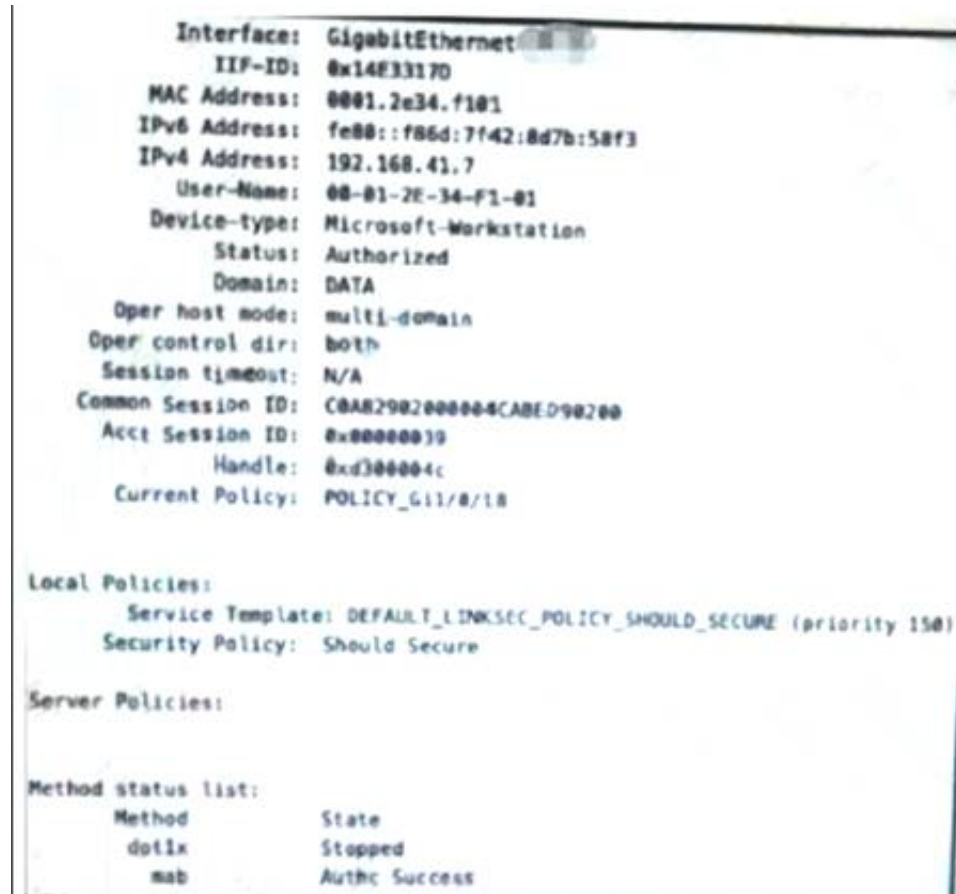 Interface: GigabitEthernet
IIF-ID: 0x14E3317D
MAC Address: 0001.2e34.f101
IPv6 Address: fe80::f86d:7f42:8d7b:58f3
IPv4 Address: 192.168.41.7
User-Name: 00-01-2E-34-F1-01
Device-type: Microsoft-Workstation
Status: Authorized
Domain: DATA
Oper host mode: multi-domain
Oper control dir: both
Session timeout: N/A
Common Session ID:
Acct Session ID: 0x00000039
Handle: 0xd300004c
Current Policy: POLICY_Gi1/0/18
Local Policies:
Service Template: DEFAULT_LINKSEC_POLICY_SHOULD_SECURE (priority 150)
Security Policy: Should Secure
Server Policies:
Method status list:
Method State
dot1x Stopped
mab Authc Success